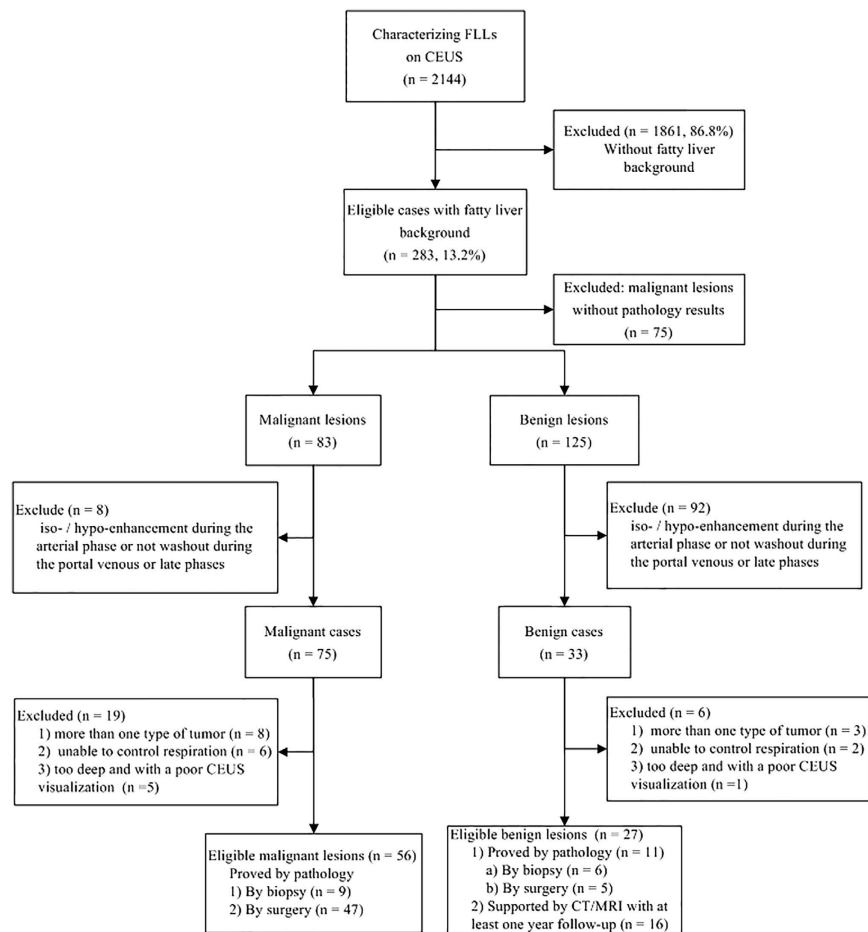 Characterizing FLLs
on CEUS
(n = 2144)
Excluded (n = 1861, 86.8%)
Without fatty liver
background
Eligible cases with fatty liver
background
(n = 283, 13.2%)
Excluded: malignant lesions
without pathology results
(n = 75)
Malignant lesions
(n = 83)
Benign lesions
(n = 125)
Exclude (n = 8)
iso- / hypo-enhancement during the
arterial phase or not washout during
the portal venous or late phases
Exclude (n = 92)
iso- / hypo-enhancement during the
arterial phase or not washout during
the portal venous or late phases
Malignant cases
(n = 75)
Benign cases
(n = 33)
Excluded (n = 19)
1) more than one type of tumor (n = 8)
2) unable to control respiration (n = 6)
3) too deep and with a poor CEUS
visualization (n =5)
Excluded (n = 6)
1) more than one type of tumor (n = 3)
2) unable to control respiration (n = 2)
3) too deep and with a poor CEUS
visualization (n =1)
Eligible malignant lesions (n = 56)
Proved by pathology
1) By biopsy (n = 9)
2) By surgery (n = 47)
Eligible benign lesions (n = 27)
1) Proved by pathology (n = 11)
a) By biopsy (n = 6)
b) By surgery (n = 5)
2) Supported by CT/MRI with at
least one year follow-up (n = 16)